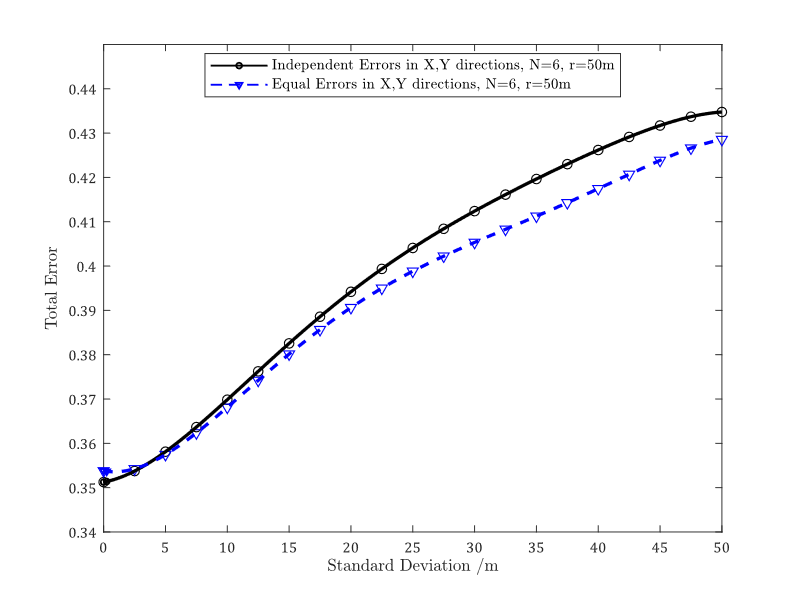 Independent Errors in X,Y directions, N=6, r=50m
Equal Errors in X,Y directions, N=6, r=50m
0.44
0.43
0.42
0.41
0.4
0.39
0.38
0.37
0.36
0.35
0.34
Total Error
0 5 10 15 20 25 30 35 40 45 50
Standard Deviation /m